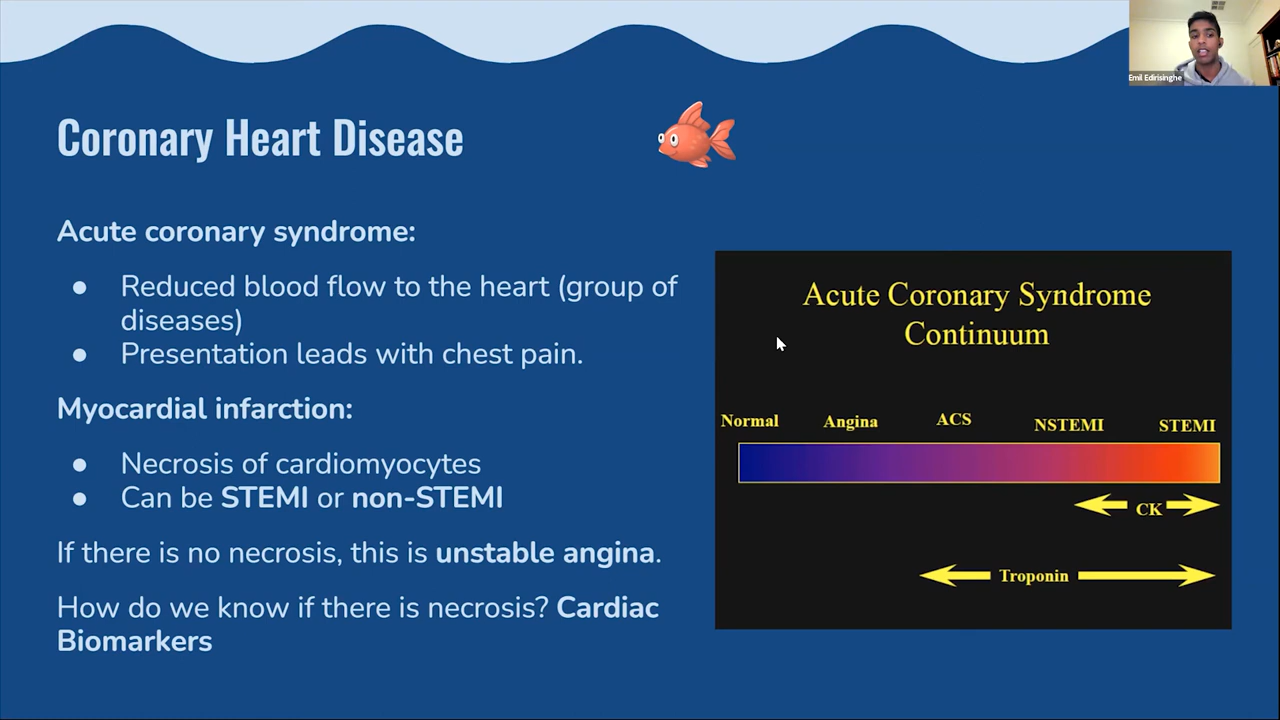 Emil Edirisinghe
Coronary Heart Disease
Acute coronary syndrome:
● Reduced blood flow to the heart (group of
diseases)
● Presentation leads with chest pain.
Myocardial infarction:
● Necrosis of cardiomyocytes
● Can be STEMI or non-STEMI
If there is no necrosis, this is unstable angina.
How do we know if there is necrosis? Cardiac
Biomarkers
Acute Coronary Syndrome
Continuum
Normal Angina ACS NSTEMI STEMI
CK
Troponin